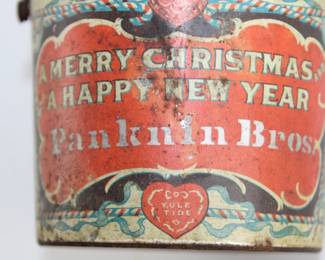 A MERRY CHRISTMAS
A HAPPY NEW YEAR
Panknin Bros.
YULE
TIDE